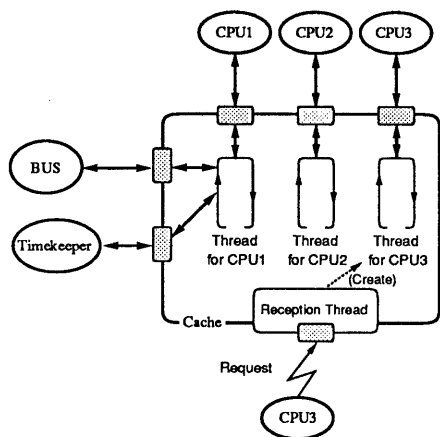 CPU1
CPU2
CPU3
BUS
Timekeeper
Thread
for CPU1
Thread
for CPU2
Thread
for CPU3
(Create)
Reception Thread
Cache
Request
CPU3